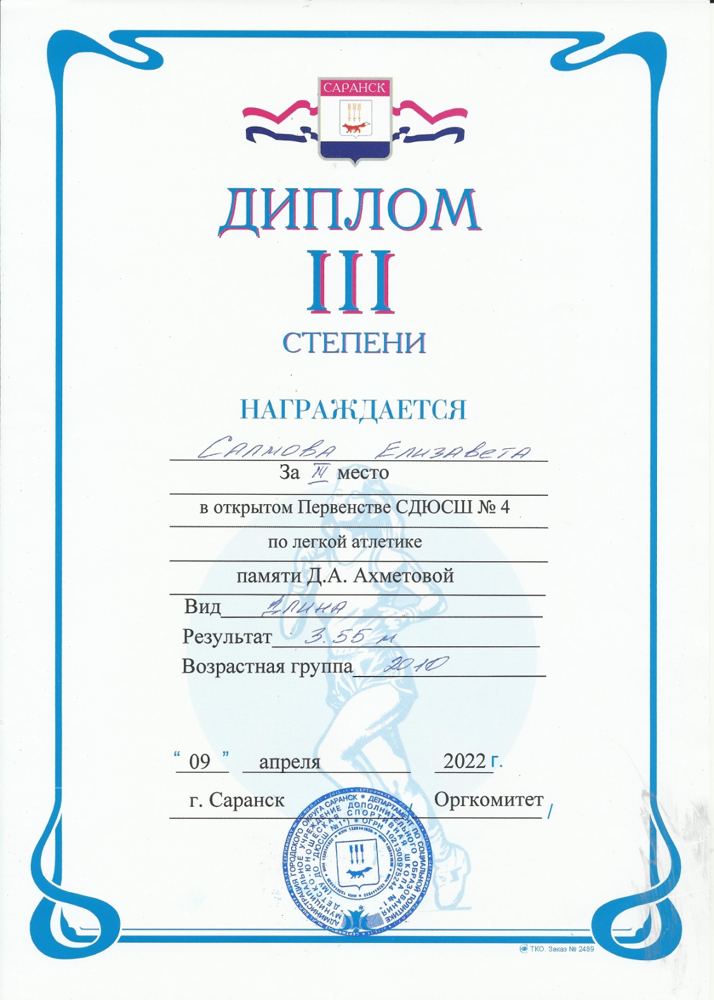 САРАНСК
ДИПЛОМ
III
СТЕПЕНИ
НАГРАЖДАЕТСЯ
Салмова Елизавета
За III место
в открытом Первенстве СДЮСШ № 4
по легкой атлетике
памяти Д.А. Ахметовой
Вид Длина
Результат 3.55 м
Возрастная группа 2010
“ 09 ” апреля 2022 г.
г. Саранск / Оргкомитет /
АДМИНИСТРАЦИЯ ГОРОДСКОГО ОКРУГА САРАНСК * ДЕПАРТАМЕНТ ПО СОЦИАЛЬНОЙ ПОЛИТИКЕ
МУНИЦИПАЛЬНОЕ УЧРЕЖДЕНИЕ ДОПОЛНИТЕЛЬНОГО ОБРАЗОВАНИЯ
"ДЕТСКО-ЮНОШЕСКАЯ СПОРТИВНАЯ ШКОЛА №1"
(МУ ДО "ДЮСШ №1") * ОГРН 1021300975244
ТКО. Заказ № 2489